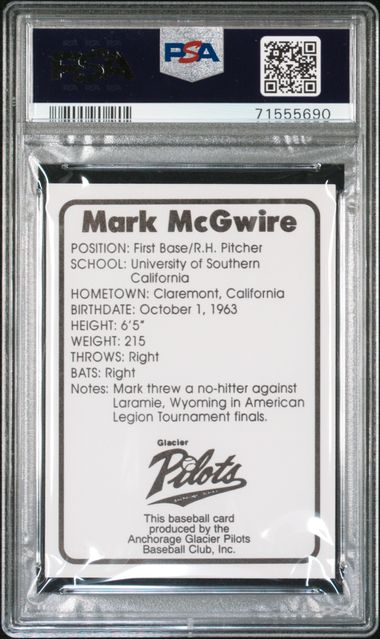 PSA
PSA
71555690
Mark McGwire
POSITION: First Base/R.H. Pitcher
SCHOOL: University of Southern
California
HOMETOWN: Claremont, California
BIRTHDATE: October 1, 1963
HEIGHT: 6'5"
WEIGHT: 215
THROWS: Right
BATS: Right
Notes: Mark threw a no-hitter against
Laramie, Wyoming in American
Legion Tournament finals.
Glacier
Pilots
This baseball card
produced by the
Anchorage Glacier Pilots
Baseball Club, Inc.